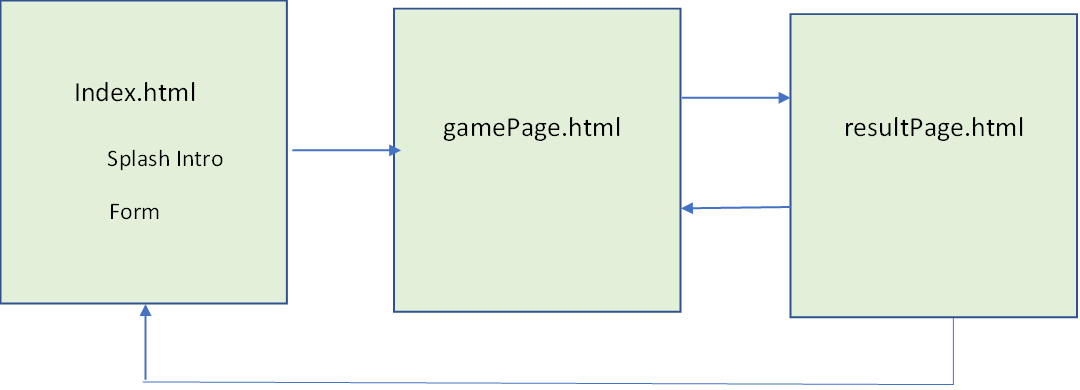 Index.html
Splash Intro
Form
gamePage.html
resultPage.html